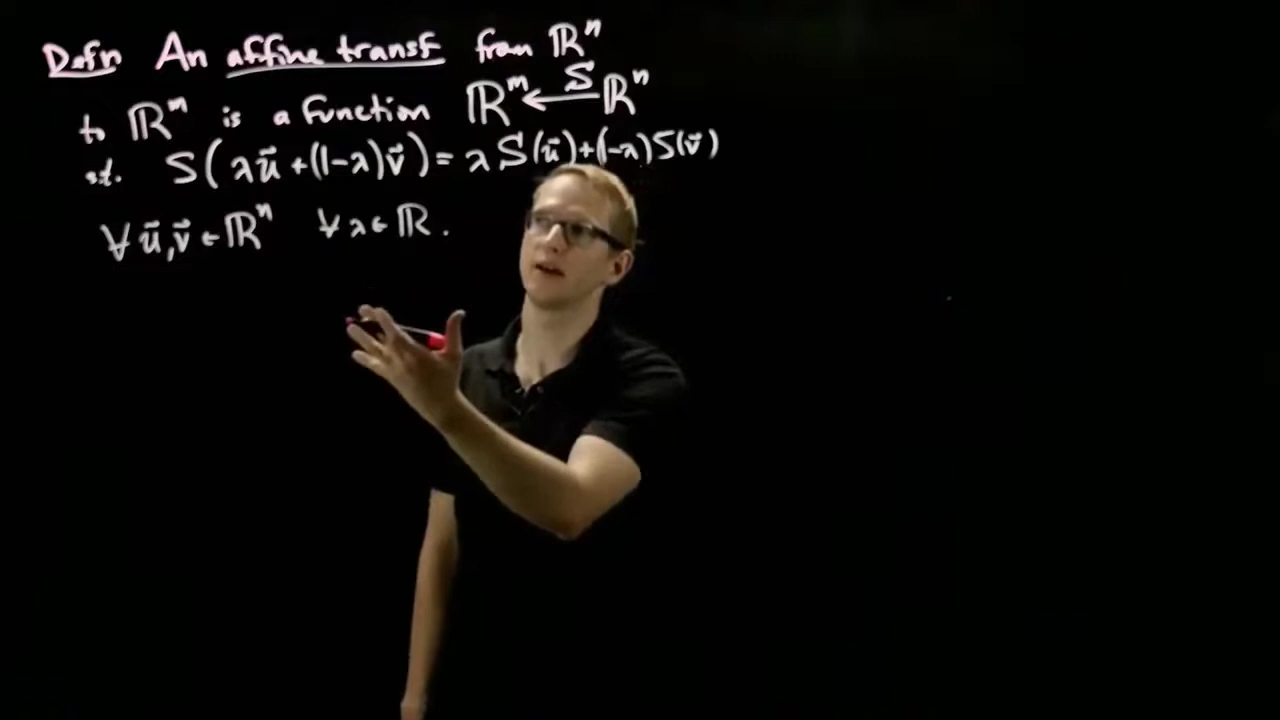 Defn An affine transf from ℝⁿ
to ℝᵐ is a function ℝᵐ ←S ℝⁿ
s.t. S(λu⃗+(1-λ)v⃗) = λS(u⃗)+(1-λ)S(v⃗)
∀ u⃗,v⃗ ∈ ℝⁿ ∀ λ ∈ ℝ.